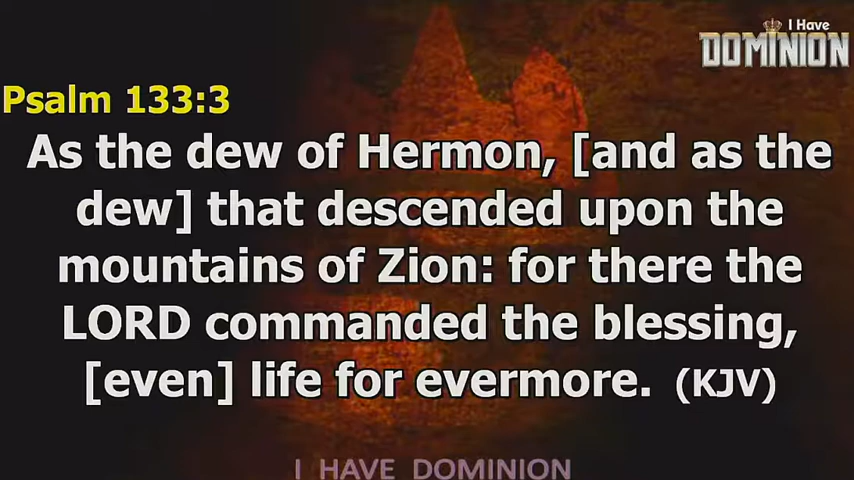 I Have
DOMINION
Psalm 133:3
As the dew of Hermon, [and as the
dew] that descended upon the
mountains of Zion: for there the
LORD commanded the blessing,
[even] life for evermore. (KJV)
I HAVE DOMINION